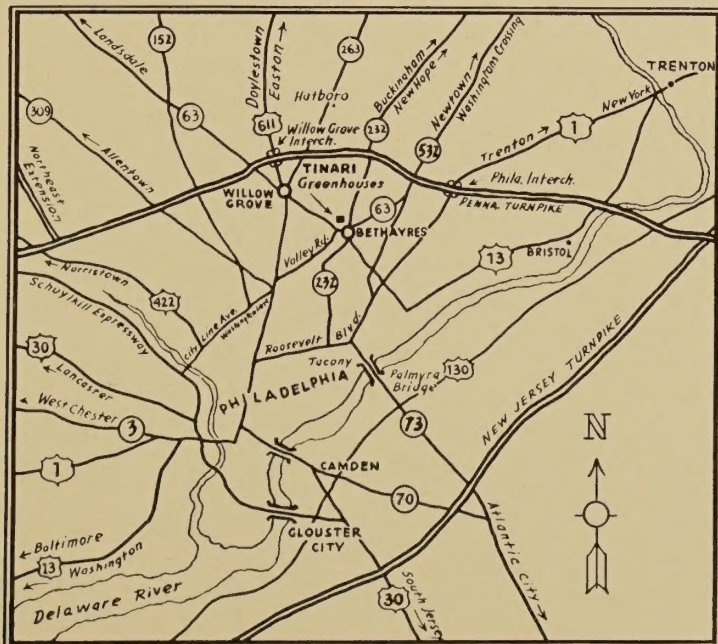 152
Landsdale
Doylestown
Easton
263
Hatboro
Buckingham
New Hope
Newtown
Washingtons Crossing
TRENTON
309
63
611
Willow Grove
Interch.
232
532
Trenton
1
New York
Northeast
Extension
Allentown
TINARI
Greenhouses
WILLOW
GROVE
63
Phila. Interch.
PENNA. TURNPIKE
BETHAYRES
Valley Rd.
13
BRISTOL
Norristown
422
232
Schuylkill Expressway
City Line Ave.
Roosevelt Blvd.
Tacony
30
Lancaster
PHILADELPHIA
Palmyra
Bridge
130
NEW JERSEY TURNPIKE
West Chester
3
73
N
1
CAMDEN
70
GLOUSTER
CITY
Baltimore
13
Washington
Atlantic City
Delaware River
30
South Jersey